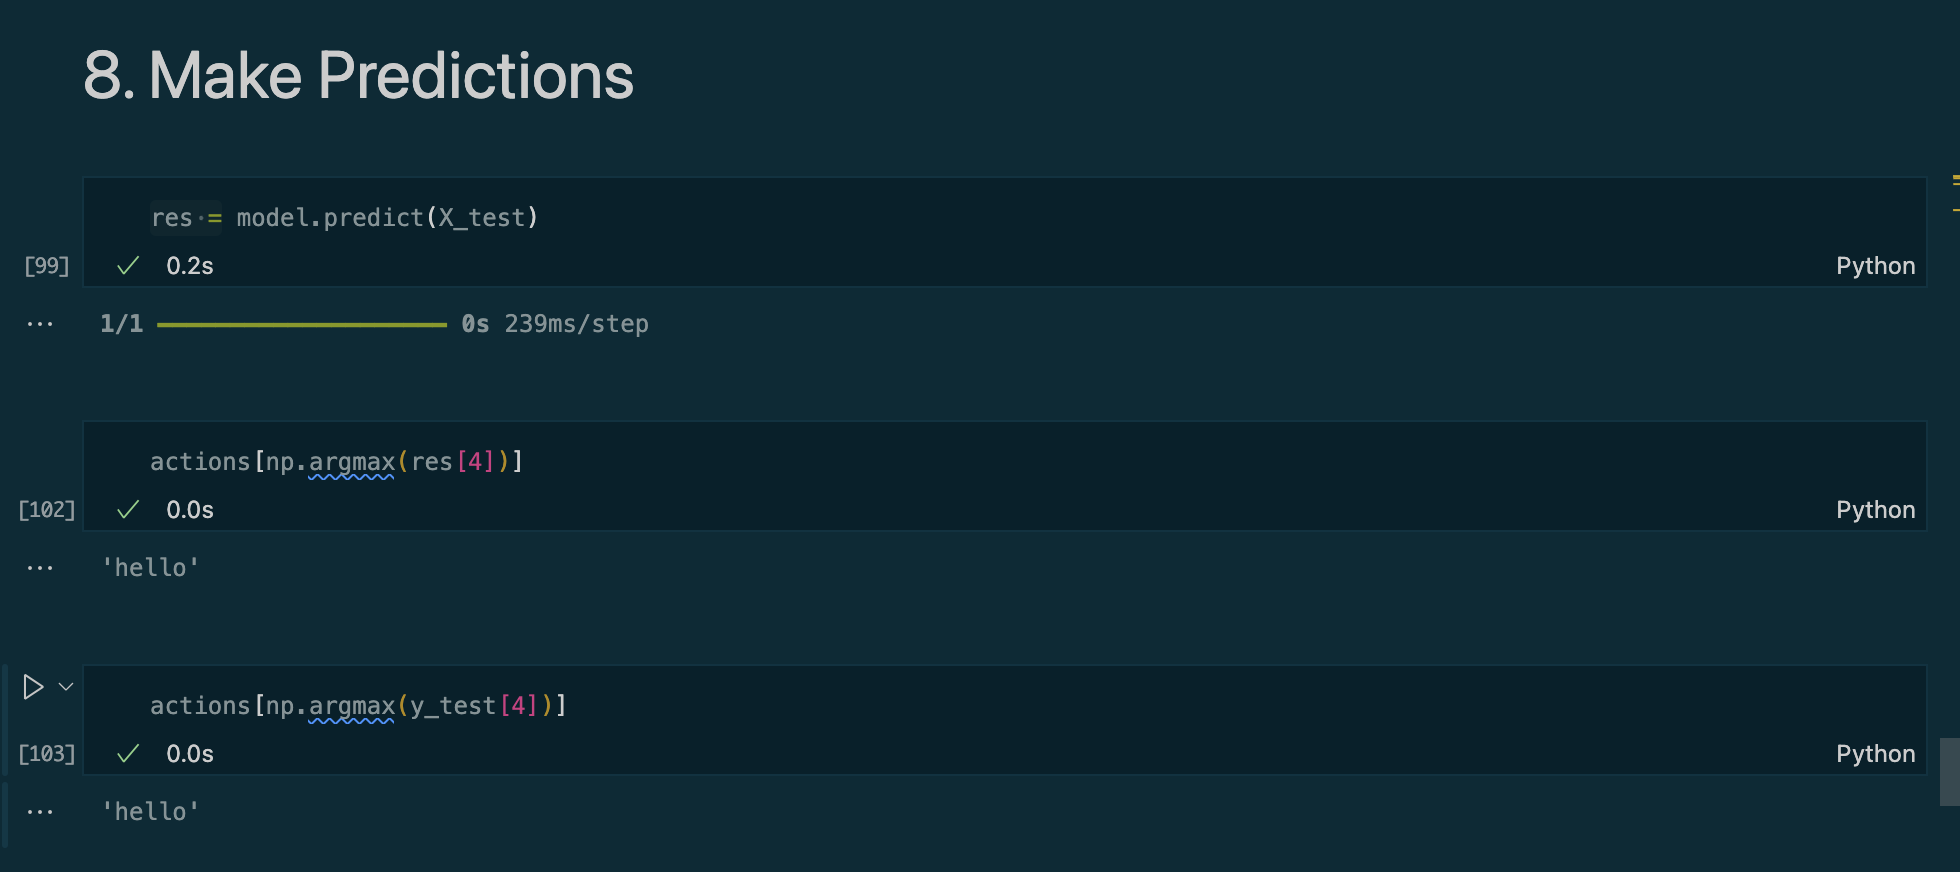 8. Make Predictions
res = model.predict(X_test)
[99] 0.2s Python
1/1 0s 239ms/step
actions[np.argmax(res[4])]
[102] 0.0s Python
'hello'
actions[np.argmax(y_test[4])]
[103] 0.0s Python
'hello'